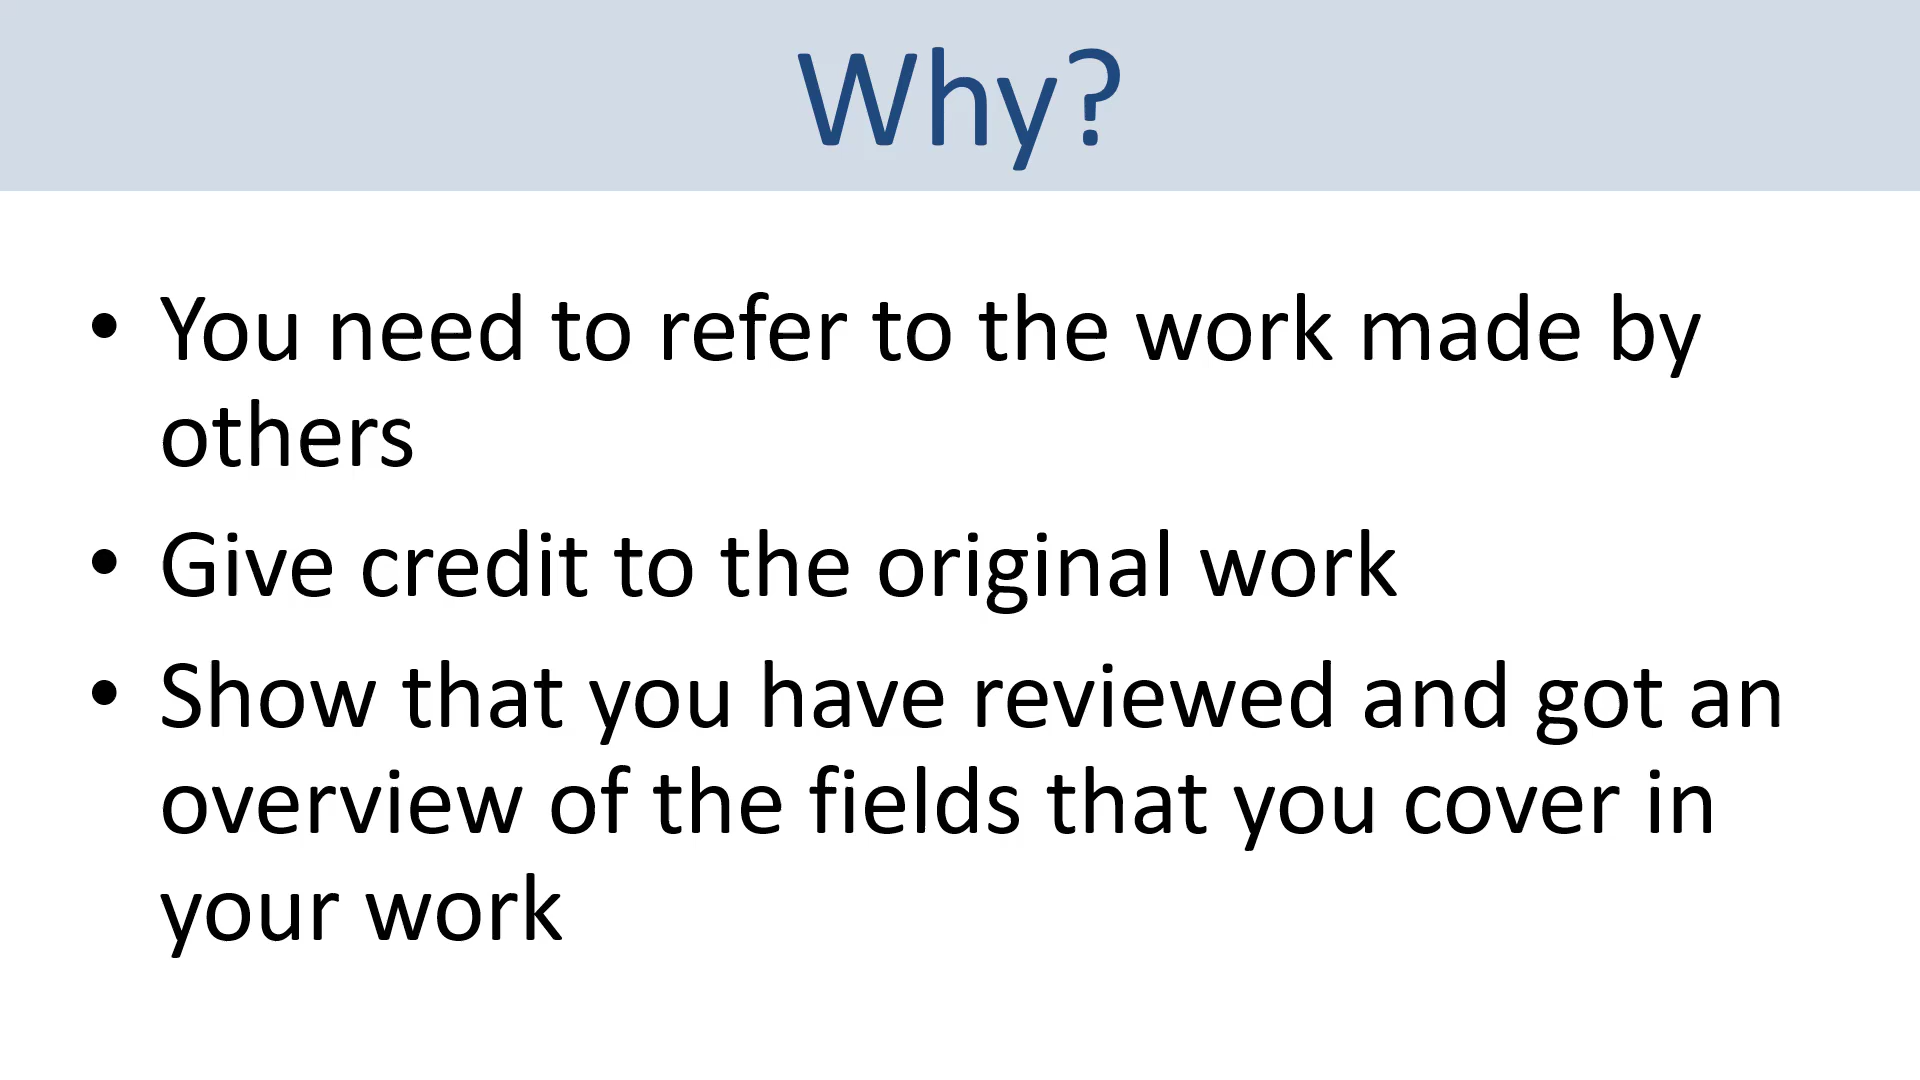 Why?
• You need to refer to the work made by
others
• Give credit to the original work
• Show that you have reviewed and got an
overview of the fields that you cover in
your work